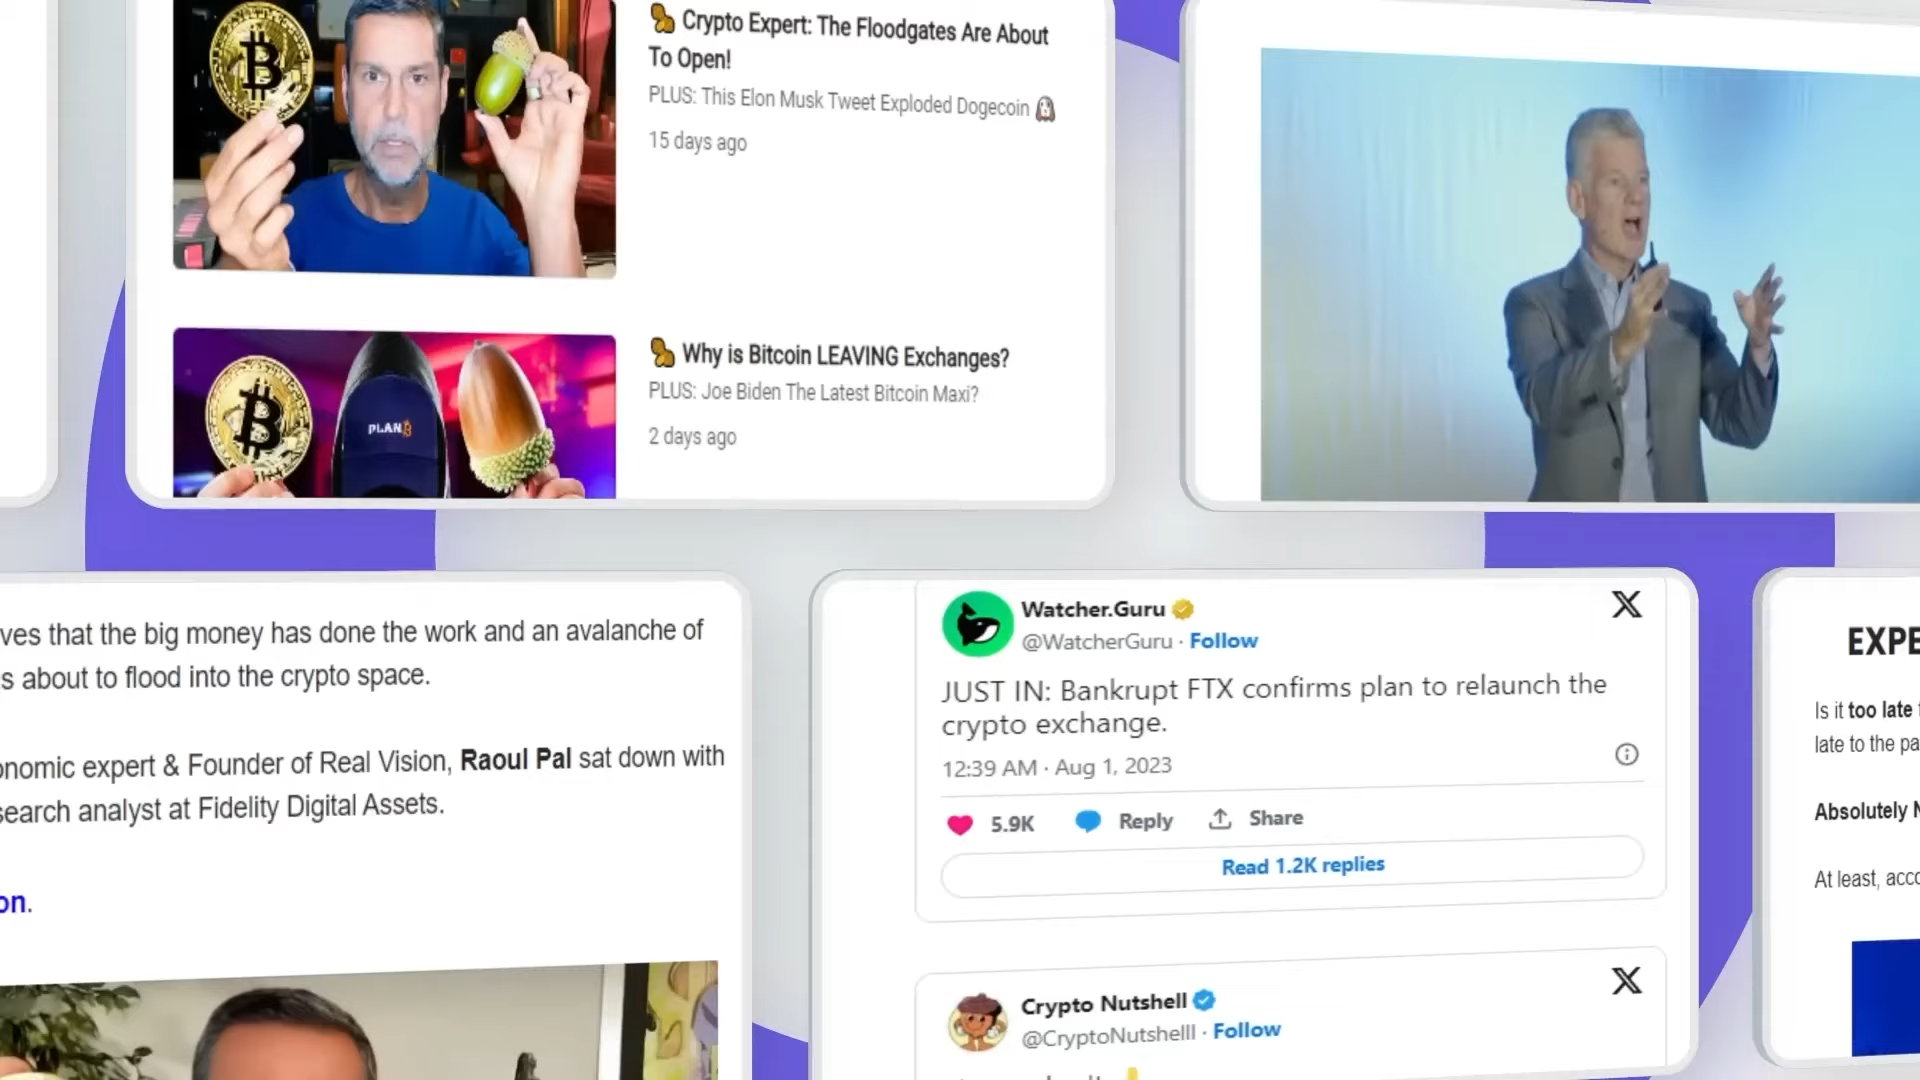 Crypto Expert: The Floodgates Are About
To Open!
PLUS: This Elon Musk Tweet Exploded Dogecoin
15 days ago
PLAN₿
Why is Bitcoin LEAVING Exchanges?
PLUS: Joe Biden The Latest Bitcoin Maxi?
2 days ago
ves that the big money has done the work and an avalanche of
s about to flood into the crypto space.
onomic expert & Founder of Real Vision, Raoul Pal sat down with
search analyst at Fidelity Digital Assets.
on.
Watcher.Guru
@WatcherGuru · Follow
JUST IN: Bankrupt FTX confirms plan to relaunch the
crypto exchange.
12:39 AM · Aug 1, 2023
5.9K Reply Share
Read 1.2K replies
Crypto Nutshell
@CryptoNutshelll · Follow
EXPE
Is it too late
late to the pa
Absolutely N
At least, acco